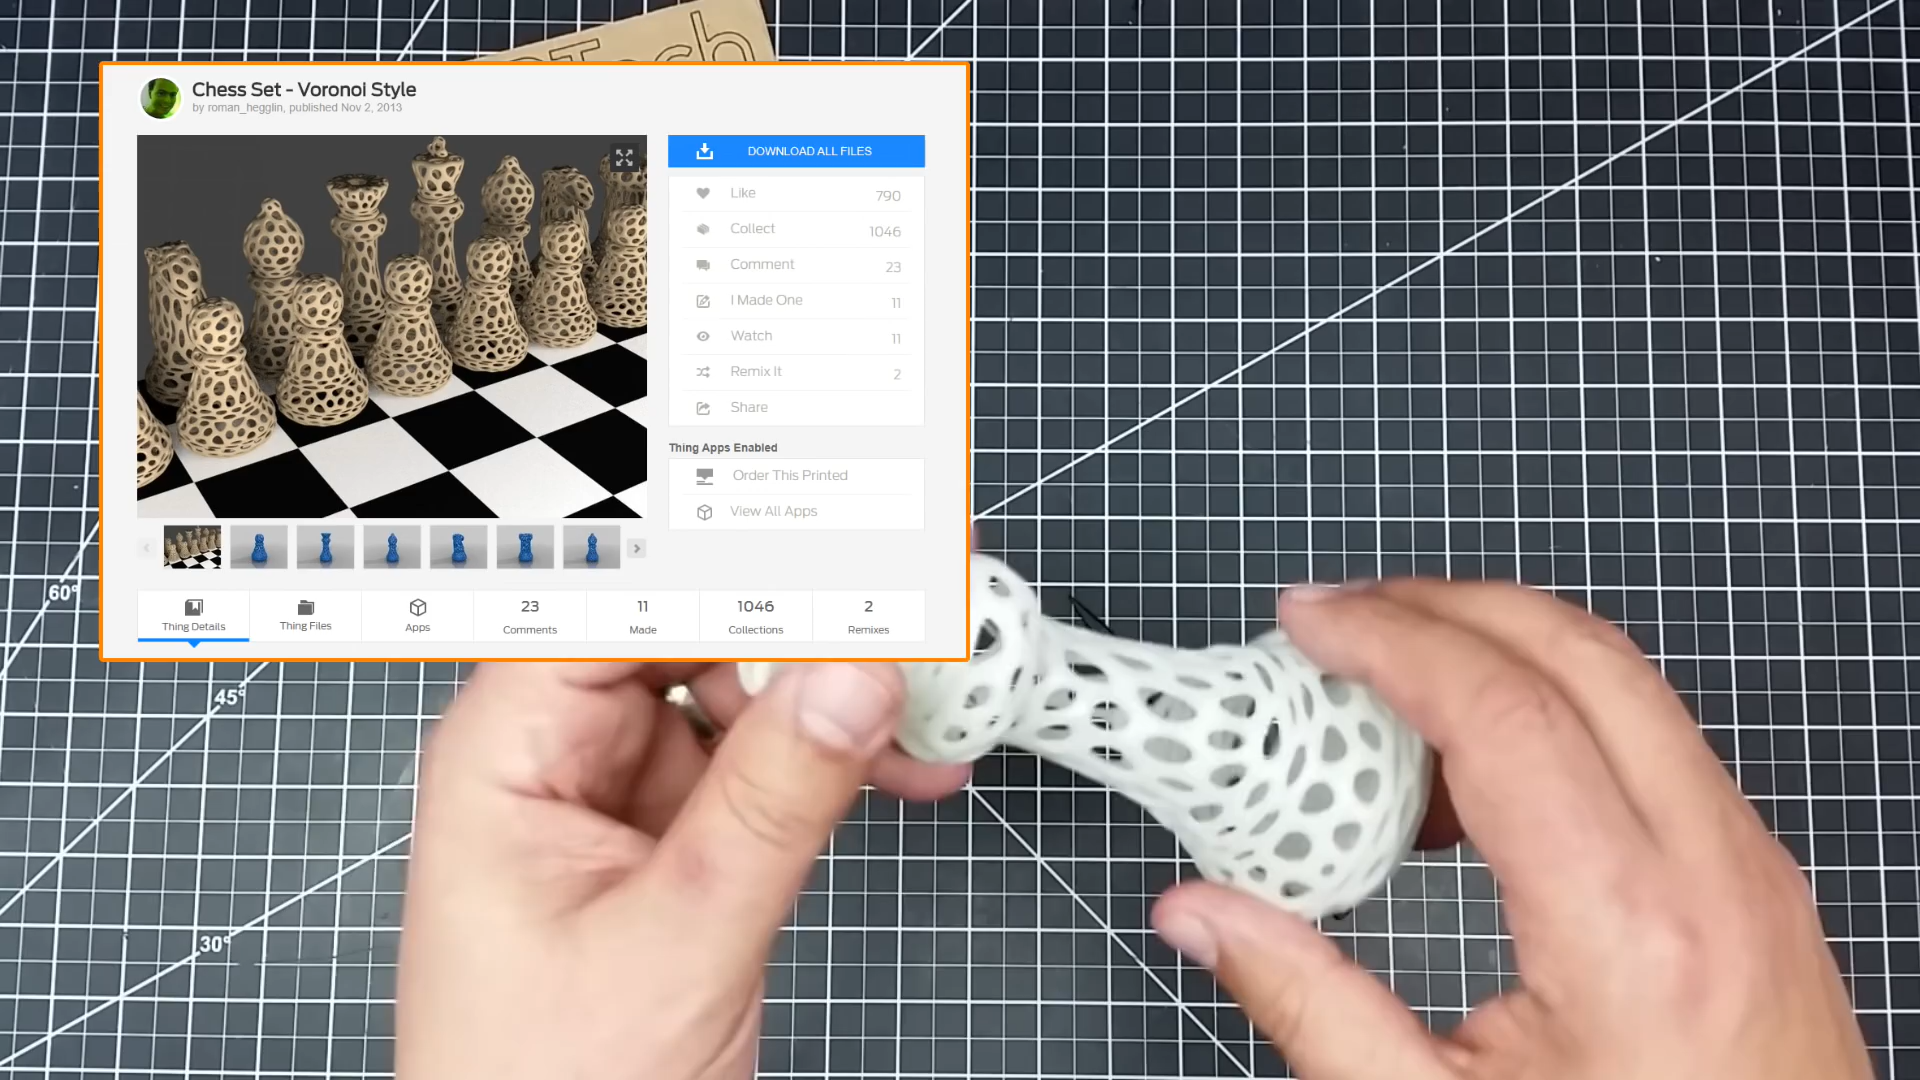 Tech
Chess Set - Voronoi Style
by roman_hegglin, published Nov 2, 2013
DOWNLOAD ALL FILES
Like 790
Collect 1046
Comment 23
I Made One 11
Watch 11
Remix It 2
Share
Thing Apps Enabled
Order This Printed
View All Apps
Thing Details
Thing Files
Apps
23
Comments
11
Made
1046
Collections
2
Remixes
60°
45°
30°